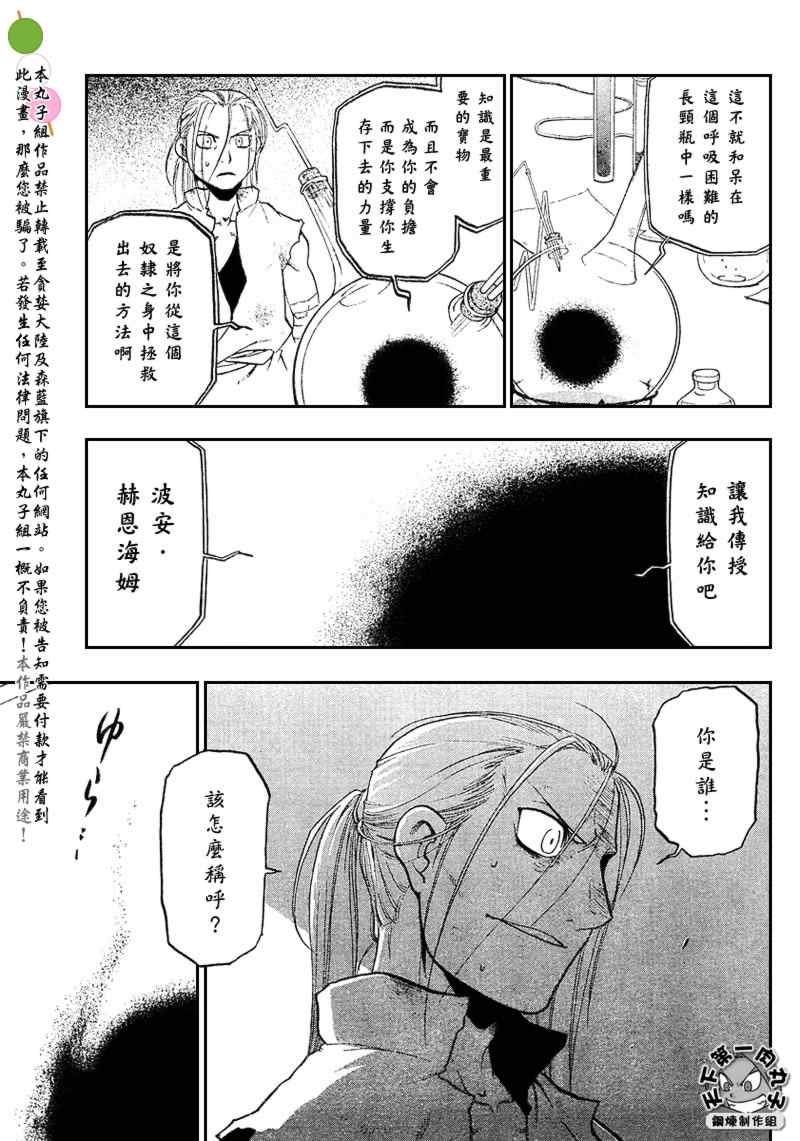 這不就和呆在
這個呼吸困難的
長頸瓶中一樣嗎
知識是最重
要的寶物
而且不會
成為你的負擔
而是你支撐你生
存下去的力量
是將你從這個
奴隸之身中拯救
出去的方法啊
讓我傳授
知識給你吧
波安·
赫恩海姆
你是誰…
該怎麼稱呼？
ゆら…
本丸子組作品禁止轉載至貪婪大陸及森藍旗下的任何網站。如果您被告知需要付款才能看到
此漫畫，那麼您被騙了。若發生任何法律問題，本丸子組一概不負責！本作品嚴禁商業用途！
天下第一肉丸子
鋼煉制作組